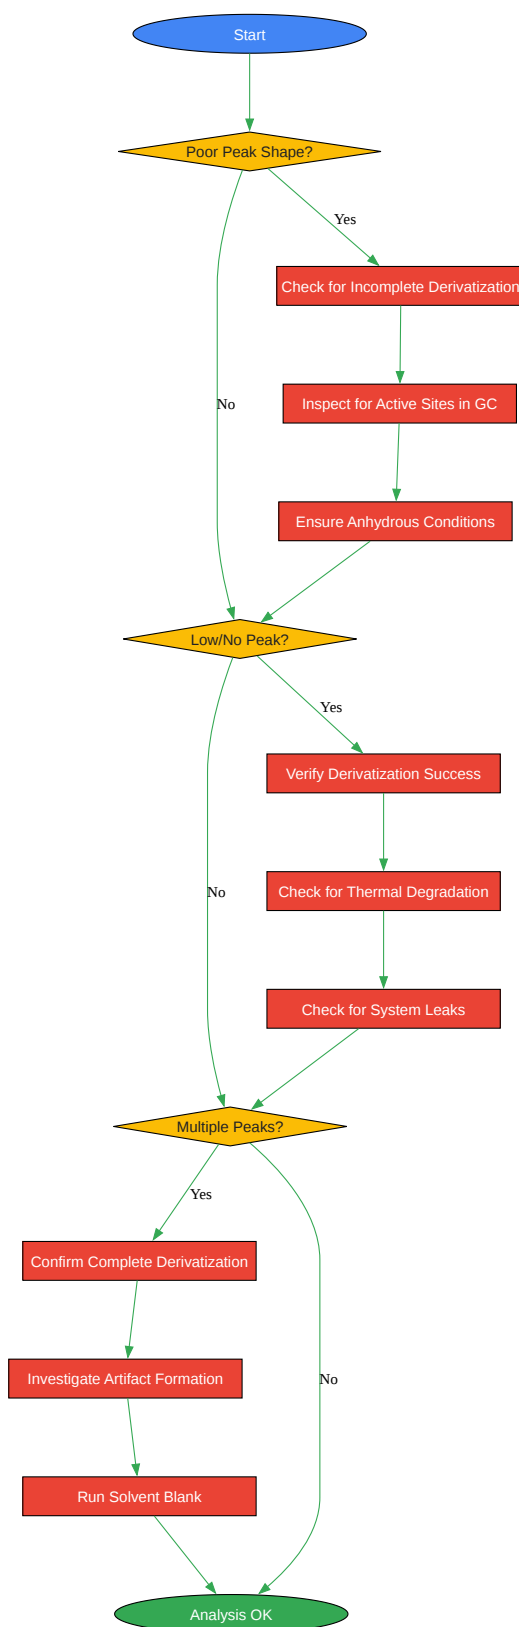 Start
Poor Peak Shape?
Yes
Check for Incomplete Derivatization
Inspect for Active Sites in GC
No
Ensure Anhydrous Conditions
Low/No Peak?
Yes
Verify Derivatization Success
Check for Thermal Degradation
No
Check for System Leaks
Multiple Peaks?
Yes
Confirm Complete Derivatization
Investigate Artifact Formation
No
Run Solvent Blank
Analysis OK